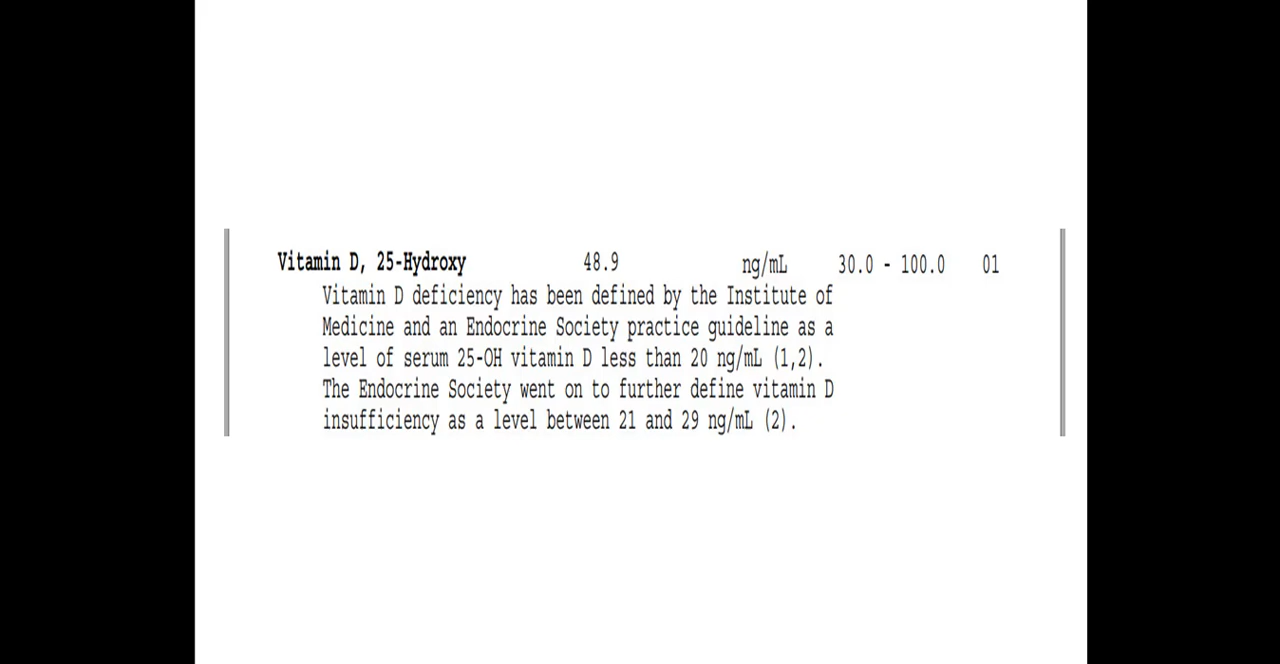 Vitamin D, 25-Hydroxy 48.9 ng/mL 30.0 - 100.0 01
Vitamin D deficiency has been defined by the Institute of
Medicine and an Endocrine Society practice guideline as a
level of serum 25-OH vitamin D less than 20 ng/mL (1,2).
The Endocrine Society went on to further define vitamin D
insufficiency as a level between 21 and 29 ng/mL (2).